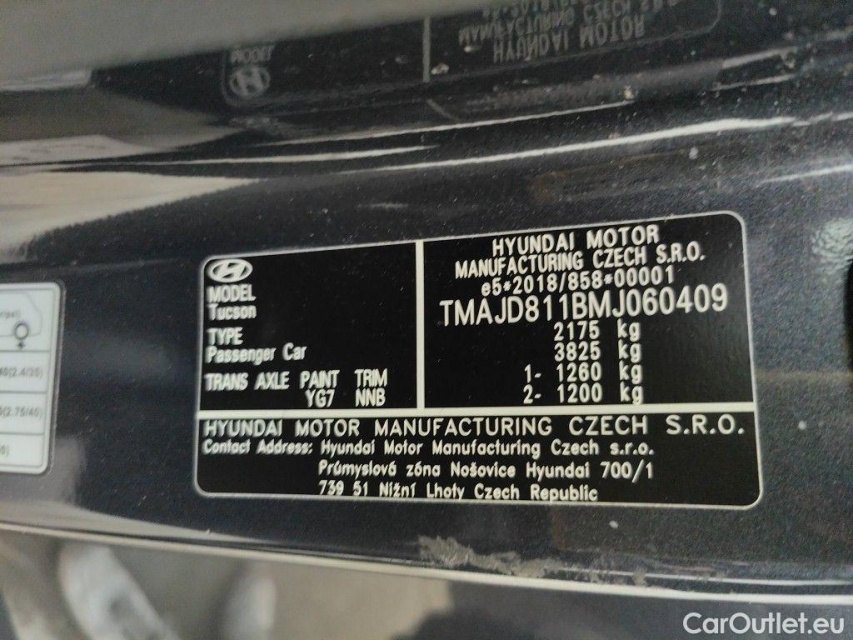 HYUNDAI MOTOR
MANUFACTURING CZECH S.R.O.
e5*2018/858*00001
TMAJD811BMJ060409
2175 kg
3825 kg
1- 1260 kg
2- 1200 kg
MODEL
Tucson
TYPE
Passenger Car
TRANS AXLE PAINT TRIM
YG7 NNB
HYUNDAI MOTOR MANUFACTURING CZECH S.R.O.
Contact Address: Hyundai Motor Manufacturing Czech s.r.o.
Průmyslová zóna Nošovice Hyundai 700/1
739 51 Nižní Lhoty Czech Republic
CarOutlet.eu